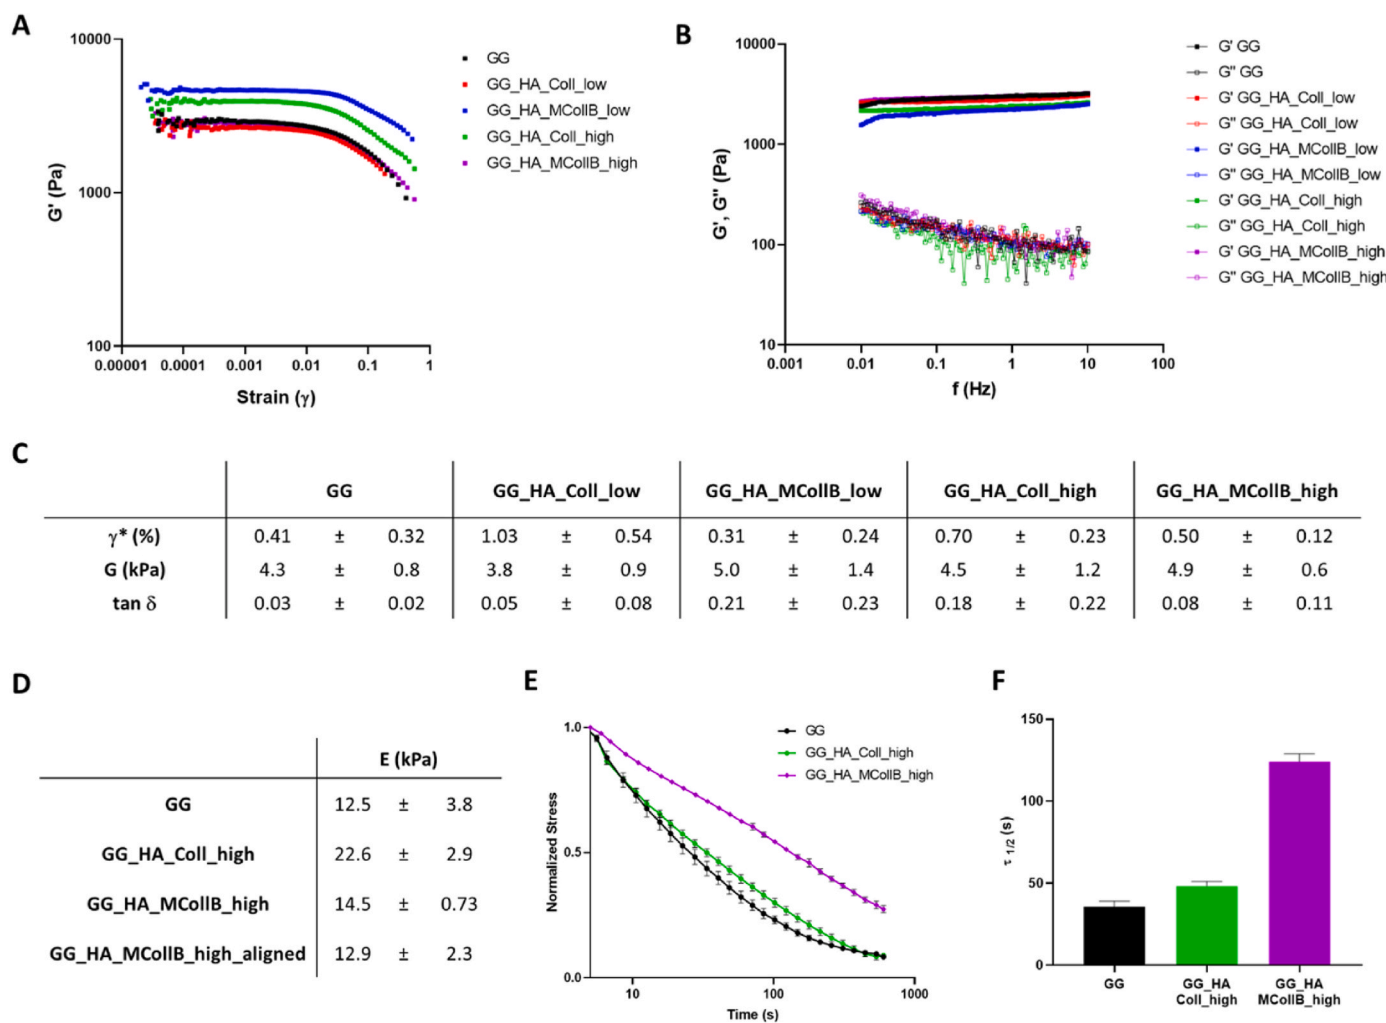 A
G' (Pa)
10000
1000
100
0.00001 0.0001 0.001 0.01 0.1 1
Strain (γ)
GG
GG_HA_Coll_low
GG_HA_MCollB_low
GG_HA_Coll_high
GG_HA_MCollB_high
B
G', G'' (Pa)
10000
1000
100
10
0.001 0.01 0.1 1 10 100
f (Hz)
G' GG
G'' GG
G' GG_HA_Coll_low
G'' GG_HA_Coll_low
G' GG_HA_MCollB_low
G'' GG_HA_MCollB_low
G' GG_HA_Coll_high
G'' GG_HA_Coll_high
G' GG_HA_MCollB_high
G'' GG_HA_MCollB_high
C
GG GG_HA_Coll_low GG_HA_MCollB_low GG_HA_Coll_high GG_HA_MCollB_high
γ* (%) 0.41 ± 0.32 1.03 ± 0.54 0.31 ± 0.24 0.70 ± 0.23 0.50 ± 0.12
G (kPa) 4.3 ± 0.8 3.8 ± 0.9 5.0 ± 1.4 4.5 ± 1.2 4.9 ± 0.6
tan δ 0.03 ± 0.02 0.05 ± 0.08 0.21 ± 0.23 0.18 ± 0.22 0.08 ± 0.11
D
E (kPa)
GG 12.5 ± 3.8
GG_HA_Coll_high 22.6 ± 2.9
GG_HA_MCollB_high 14.5 ± 0.73
GG_HA_MCollB_high_aligned 12.9 ± 2.3
E
Normalized Stress
1.0
0.5
0.0
10 100 1000
Time (s)
GG
GG_HA_Coll_high
GG_HA_MCollB_high
F
τ 1/2 (s)
150
100
50
0
GG GG_HA GG_HA
Coll_high MCollB_high